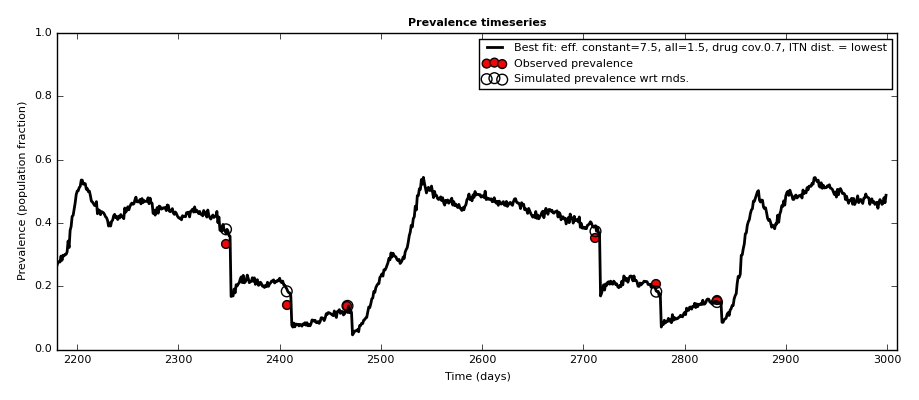 Prevalence timeseries
1.0
0.8
0.6
0.4
0.2
0.0
Prevalence (population fraction)
Best fit: eff. constant=7.5, all=1.5, drug cov.0.7, ITN dist. = lowest
Observed prevalence
Simulated prevalence wrt rnds.
2200 2300 2400 2500 2600 2700 2800 2900 3000
Time (days)